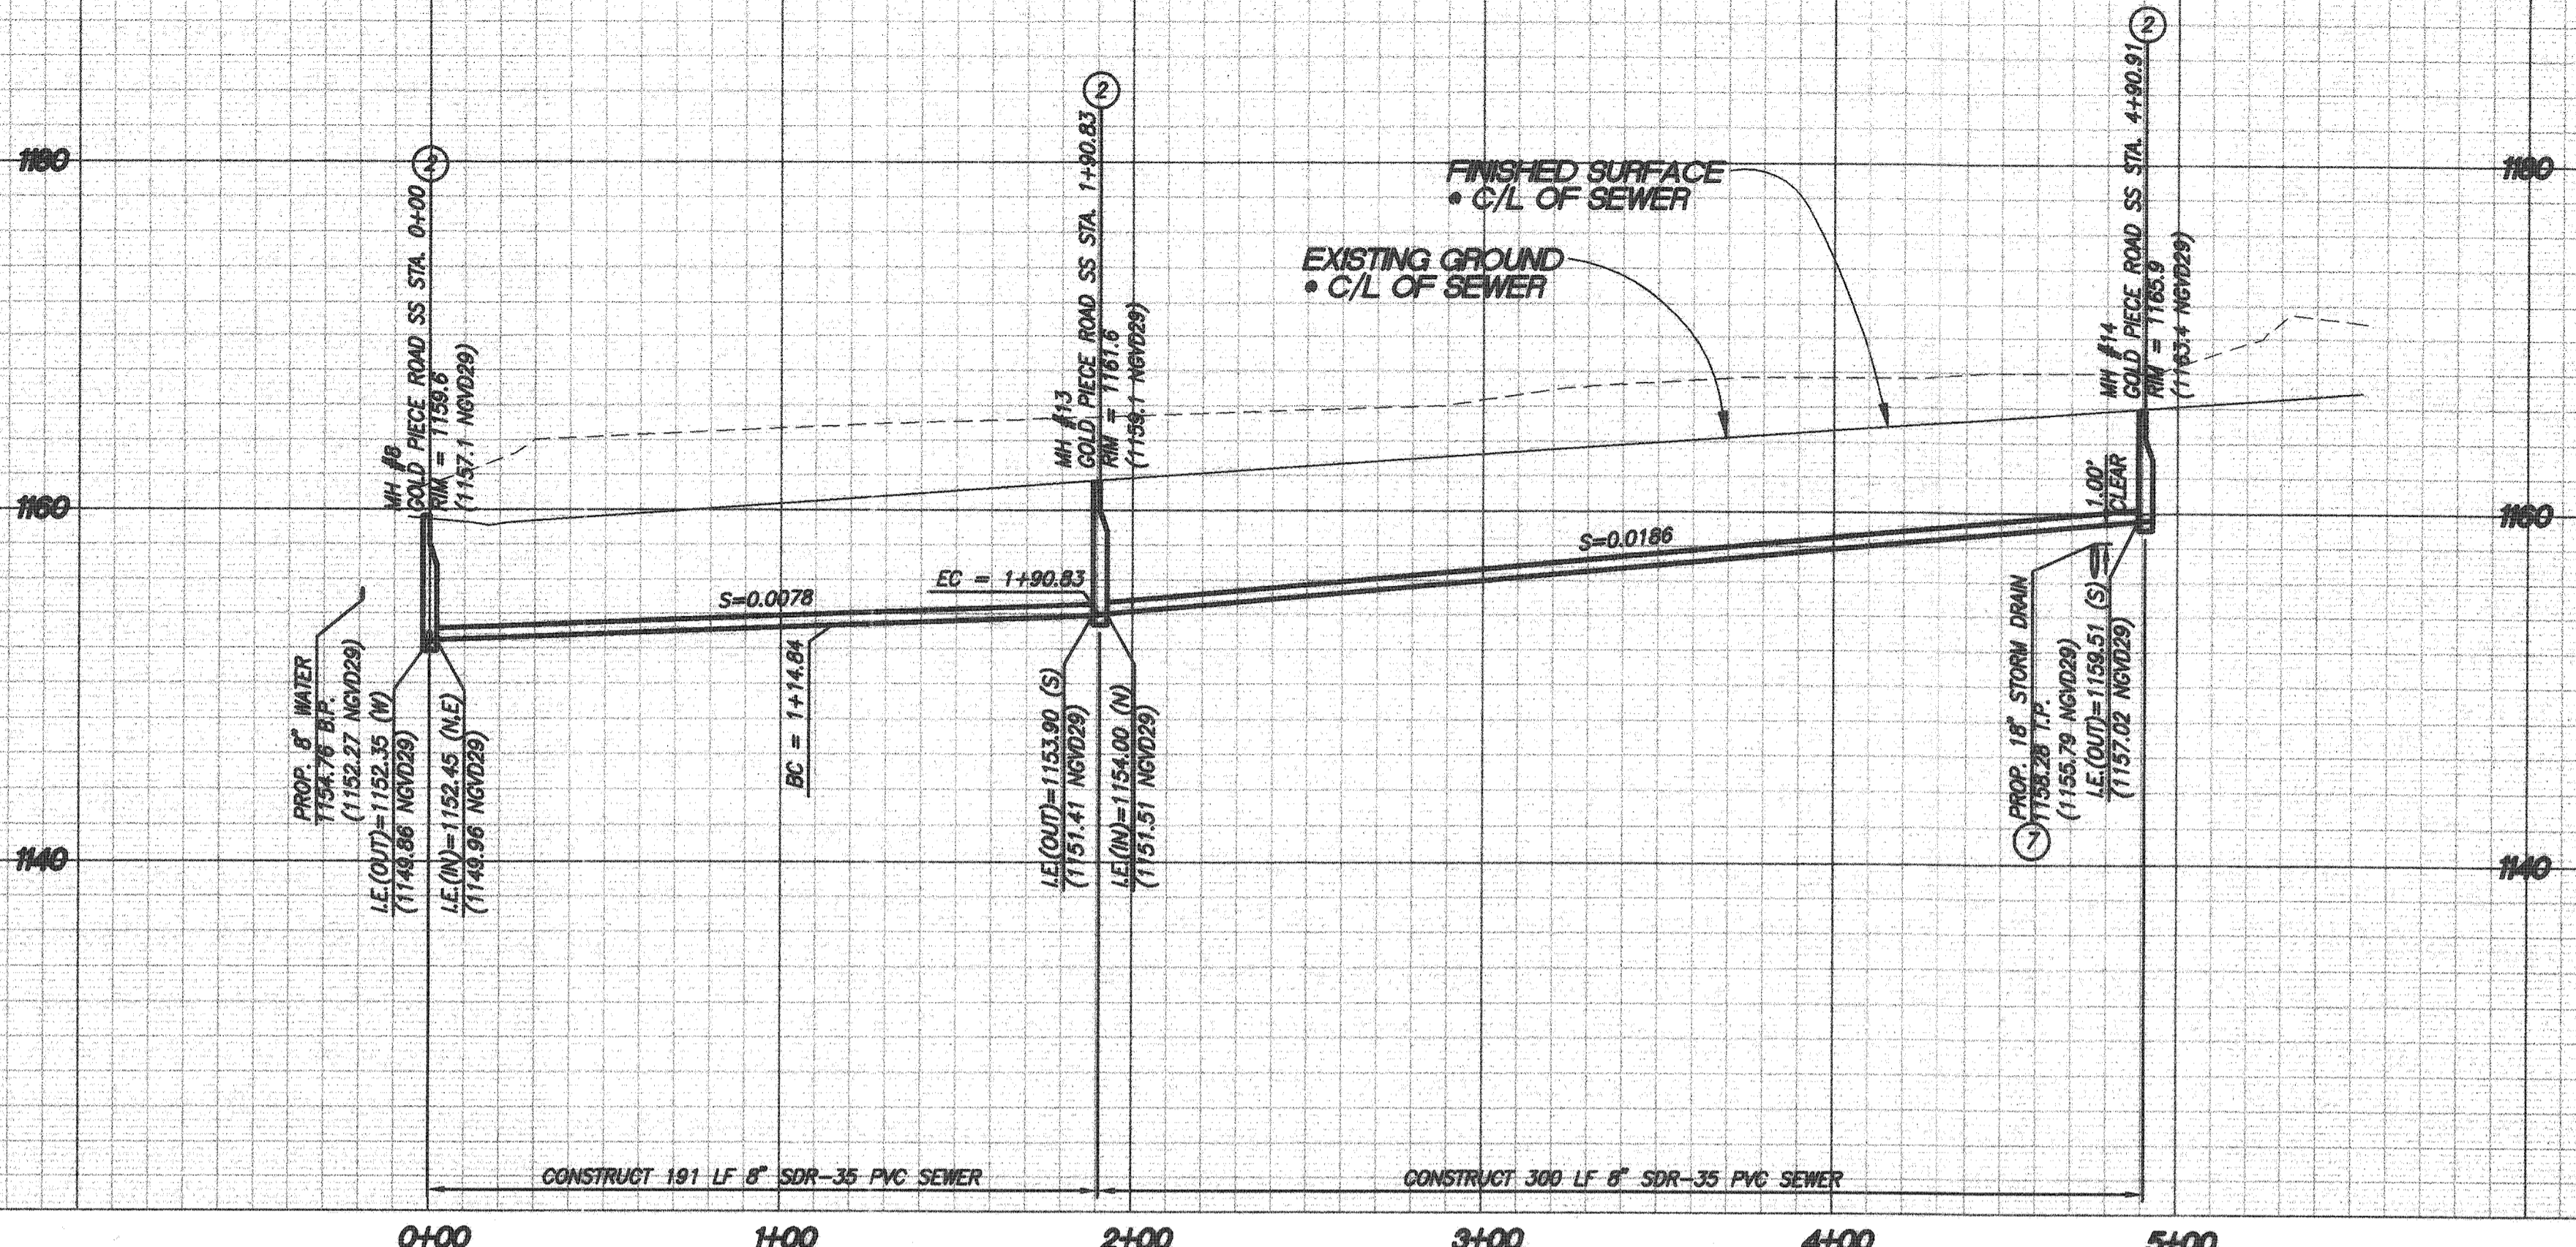 2
MH #14
GOLD PIECE ROAD SS STA. 4+90.91
RIM = 1165.9
(1163.4 NGVD29)
2
MH #13
GOLD PIECE ROAD SS STA. 1+90.83
RIM = 1161.6
(1159.1 NGVD29)
2
MH #8
GOLD PIECE ROAD SS STA. 0+00
RIM = 1159.6
(1157.1 NGVD29)
1180
1180
FINISHED SURFACE
• C/L OF SEWER
EXISTING GROUND
• C/L OF SEWER
1160
1160
1.00'
CLEAR
S=0.0186
EC = 1+90.83
S=0.0078
PROP. 8" WATER
1154.76 B.P.
(1152.27 NGVD29)
I.E.(OUT)=1152.35 (W)
(1149.86 NGVD29)
I.E.(IN)=1152.45 (N,E)
(1149.96 NGVD29)
BC = 1+14.84
I.E.(OUT)=1153.90 (S)
(1151.41 NGVD29)
I.E.(IN)=1154.00 (N)
(1151.51 NGVD29)
PROP. 18" STORM DRAIN
1158.28 T.P.
(1155.79 NGVD29)
I.E.(OUT)=1159.51 (S)
(1157.02 NGVD29)
7
1140
1140
CONSTRUCT 191 LF 8" SDR-35 PVC SEWER
CONSTRUCT 300 LF 8" SDR-35 PVC SEWER
0+00
1+00
2+00
3+00
4+00
5+00